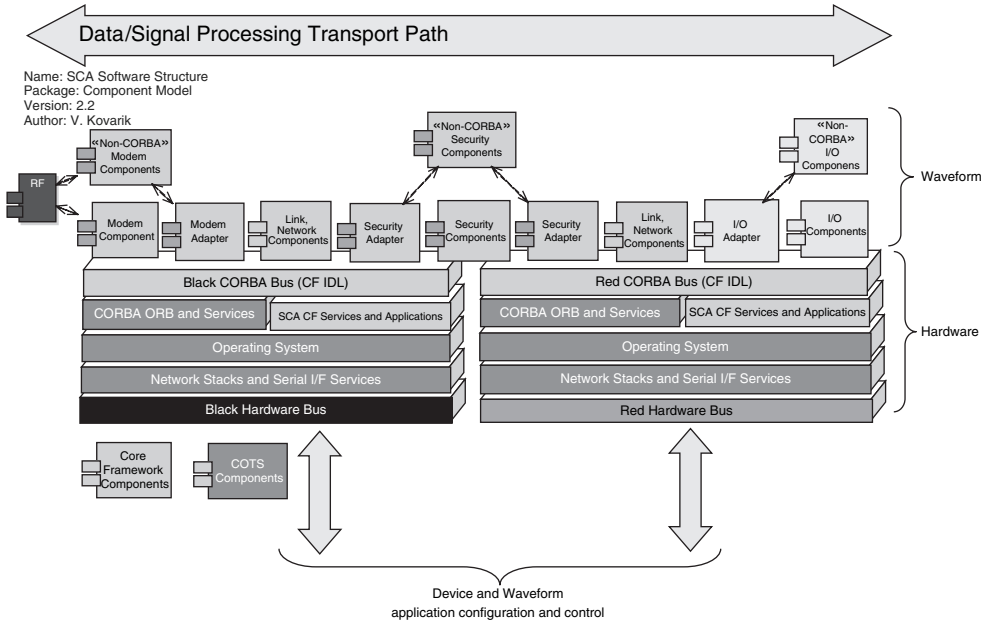 Data/Signal Processing Transport Path
Name: SCA Software Structure
Package: Component Model
Version: 2.2
Author: V. Kovarik
«Non-CORBA»
Modem
Components
«Non-CORBA»
Security
Components
«Non-
CORBA»
I/O
Componens
Waveform
RF
Modem
Component
Modem
Adapter
Link,
Network
Components
Security
Adapter
Security
Components
Security
Adapter
Link,
Network
Components
I/O
Adapter
I/O
Components
Black CORBA Bus (CF IDL)
CORBA ORB and Services
SCA CF Services and Applications
Operating System
Network Stacks and Serial I/F Services
Black Hardware Bus
Red CORBA Bus (CF IDL)
CORBA ORB and Services
SCA CF Services and Applications
Operating System
Network Stacks and Serial I/F Services
Red Hardware Bus
Hardware
Core
Framework
Components
COTS
Components
Device and Waveform
application configuration and control